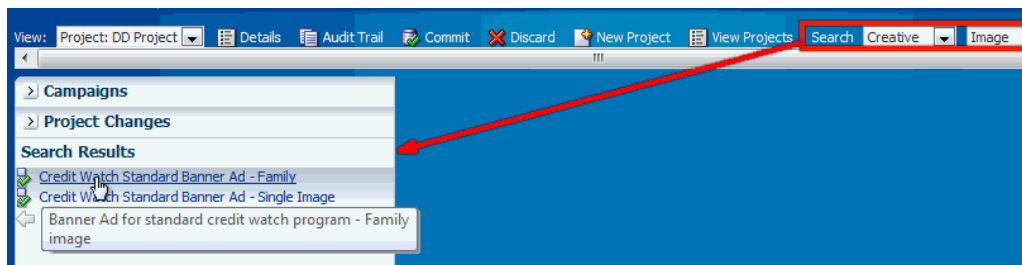 View: Project: DD Project Details Audit Trail Commit Discard New Project View Projects Search Creative Image
Campaigns
Project Changes
Search Results
Credit Watch Standard Banner Ad - Family
Credit Watch Standard Banner Ad - Single Image
Banner Ad for standard credit watch program - Family
image